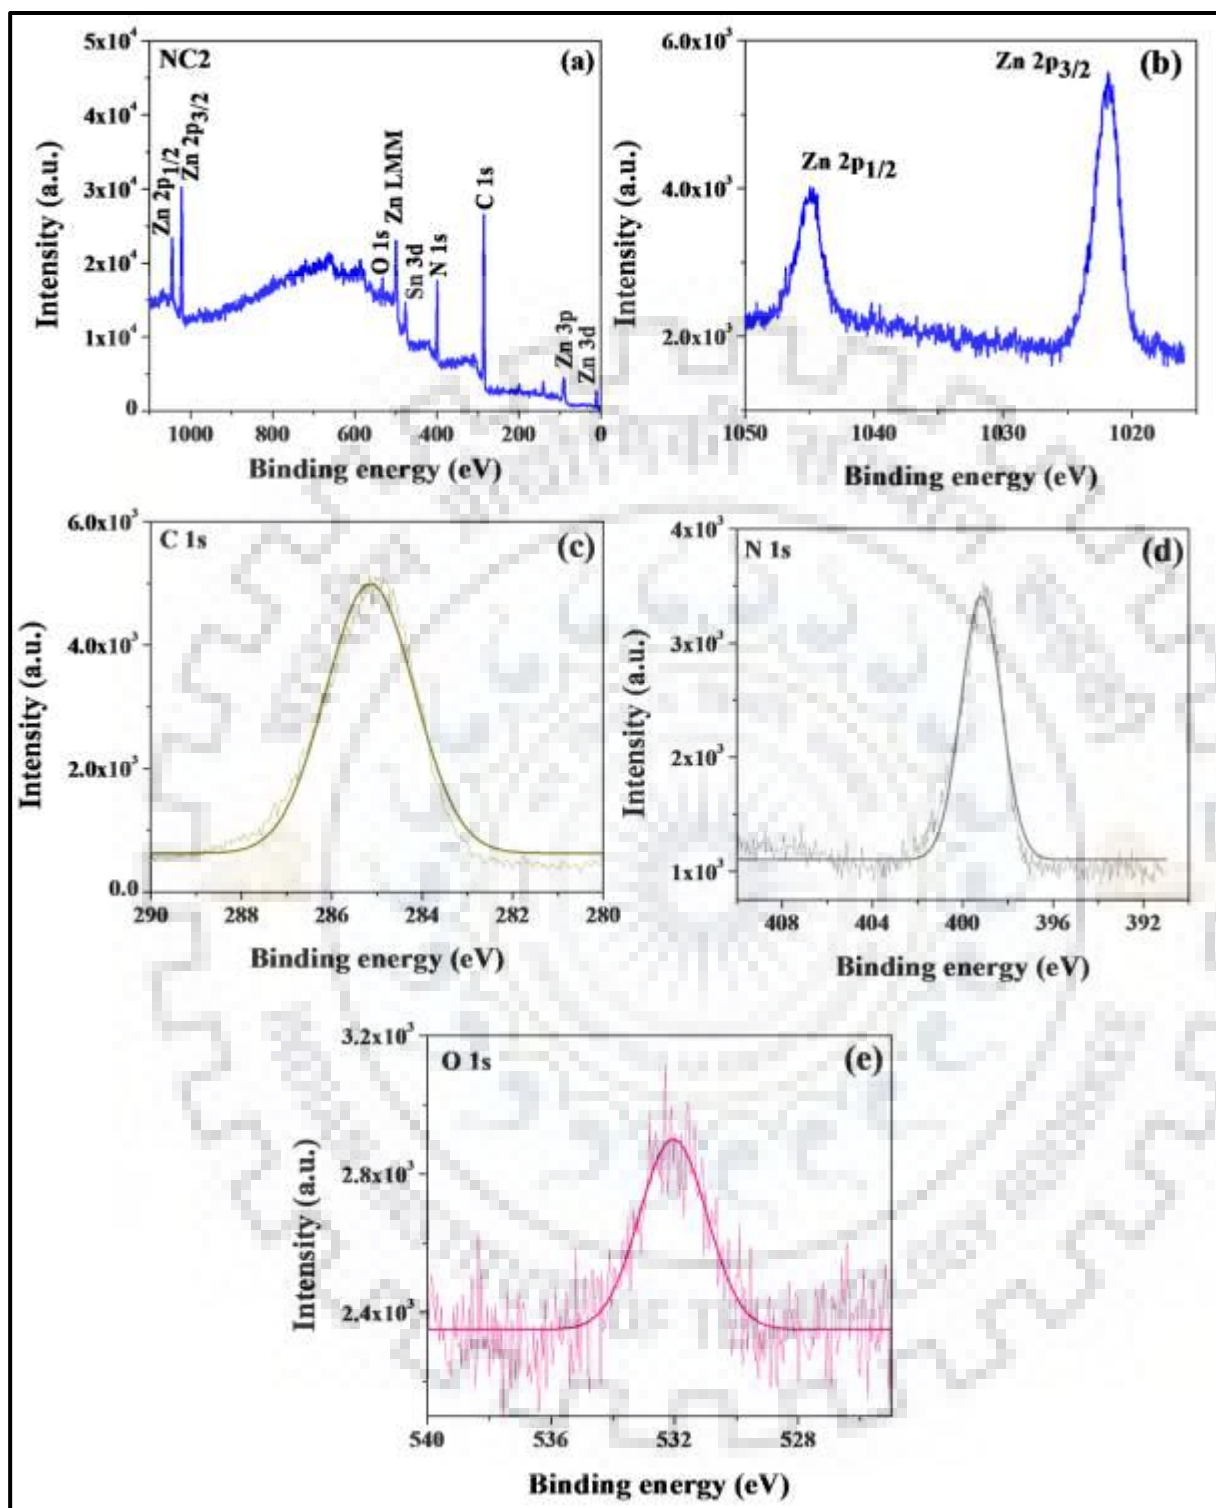 NC2
(a)
5x10⁴
4x10⁴
3x10⁴
2x10⁴
1x10⁴
0
Intensity (a.u.)
Zn 2p1/2
Zn 2p3/2
O 1s
Zn LMM
Sn 3d
N 1s
C 1s
Zn 3p
Zn 3d
1000 800 600 400 200 0
Binding energy (eV)
(b)
6.0x10³
4.0x10³
2.0x10³
Intensity (a.u.)
Zn 2p1/2
Zn 2p3/2
1050 1040 1030 1020
Binding energy (eV)
C 1s
(c)
6.0x10³
4.0x10³
2.0x10³
0.0
Intensity (a.u.)
290 288 286 284 282 280
Binding energy (eV)
N 1s
(d)
4x10³
3x10³
2x10³
1x10³
Intensity (a.u.)
408 404 400 396 392
Binding energy (eV)
O 1s
(e)
3.2x10³
2.8x10³
2.4x10³
Intensity (a.u.)
540 536 532 528
Binding energy (eV)